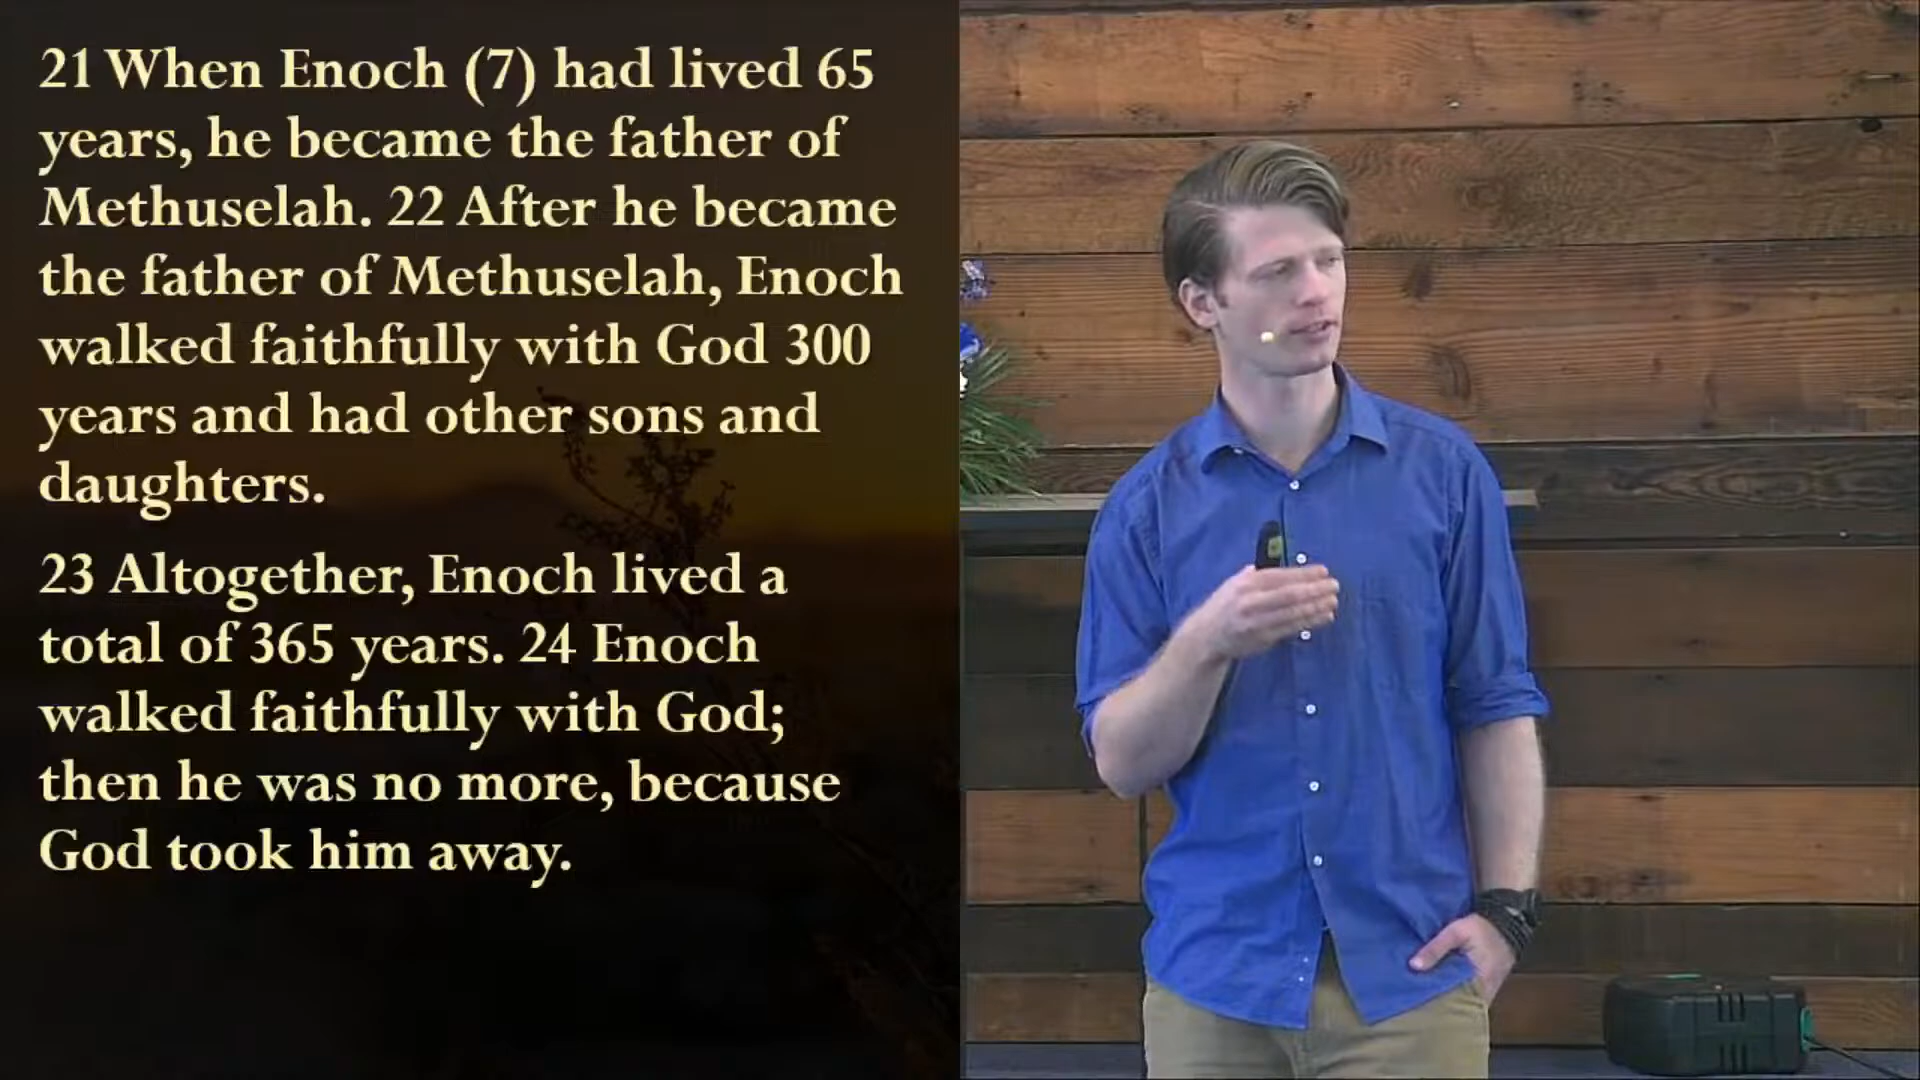 21 When Enoch (7) had lived 65
years, he became the father of
Methuselah. 22 After he became
the father of Methuselah, Enoch
walked faithfully with God 300
years and had other sons and
daughters.
23 Altogether, Enoch lived a
total of 365 years. 24 Enoch
walked faithfully with God;
then he was no more, because
God took him away.